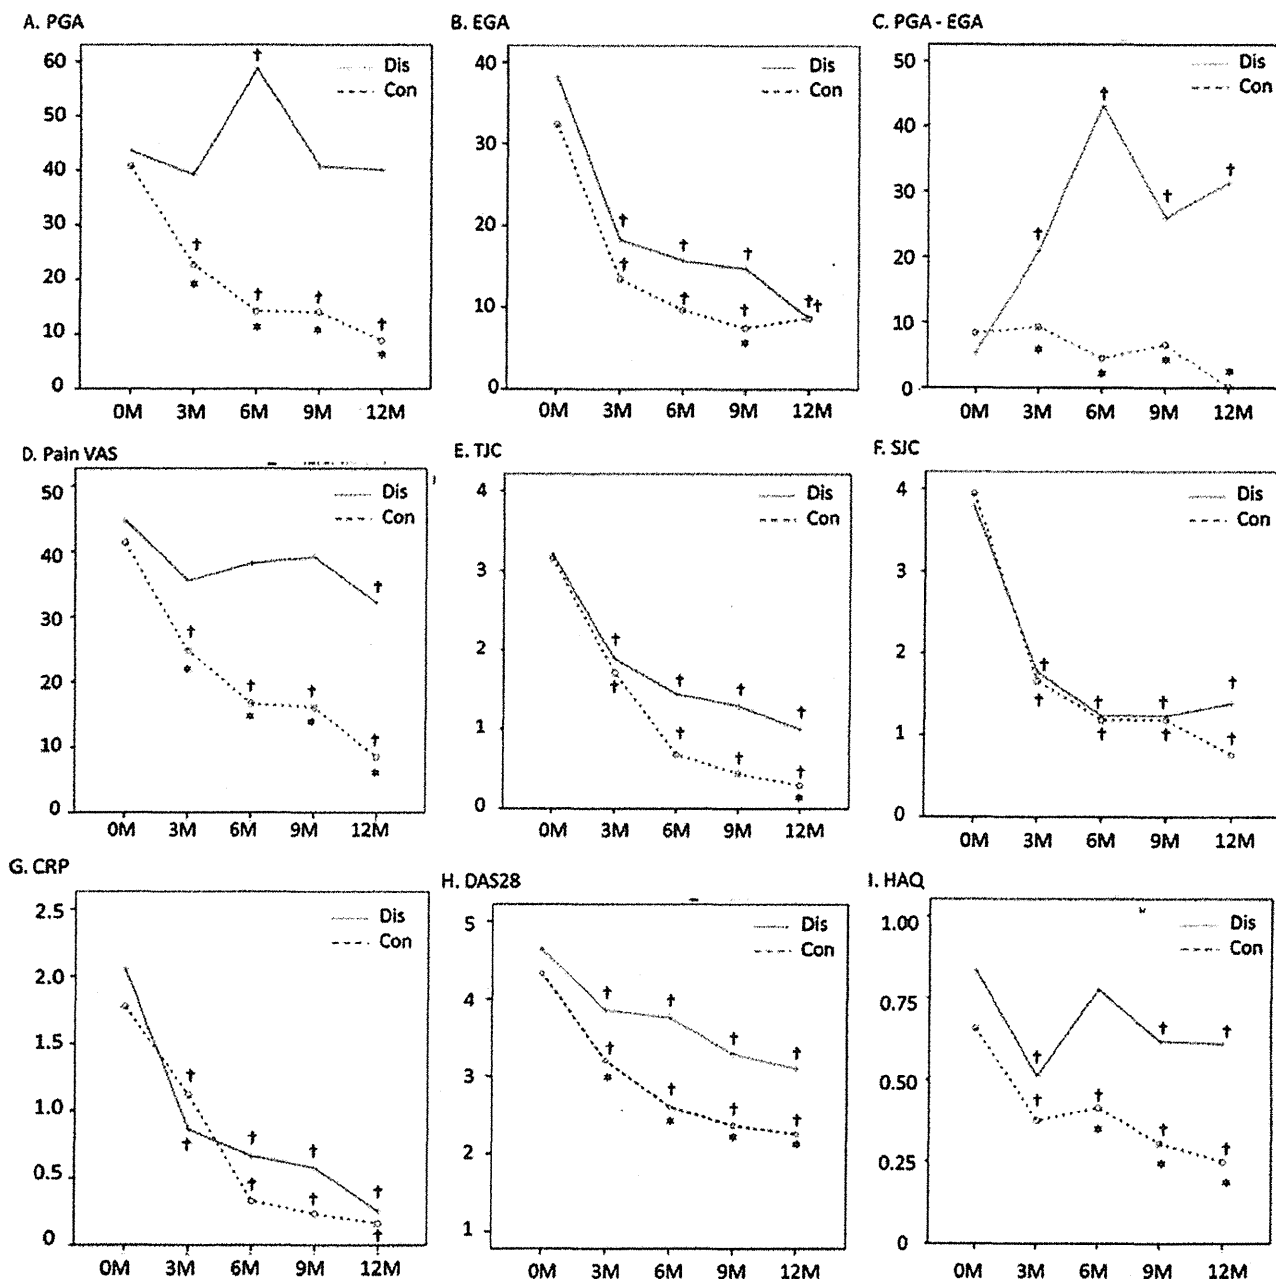 A. PGA
60
50
40
30
20
10
0
Dis
Con
†
† † † †
* * * *
0M 3M 6M 9M 12M
B. EGA
40
30
20
10
0
Dis
Con
† † † †
† † † †
*
0M 3M 6M 9M 12M
C. PGA - EGA
50
40
30
20
10
0
Dis
Con
† † † †
* * * *
0M 3M 6M 9M 12M
D. Pain VAS
50
40
30
20
10
0
Dis
Con
†
† † † †
* * * *
0M 3M 6M 9M 12M
E. TJC
4
3
2
1
0
Dis
Con
† † † †
† † † †
*
0M 3M 6M 9M 12M
F. SJC
4
3
2
1
0
Dis
Con
† † † †
† † † †
0M 3M 6M 9M 12M
G. CRP
2.5
2.0
1.5
1.0
0.5
0
Dis
Con
† † † †
† † † †
0M 3M 6M 9M 12M
H. DAS28
5
4
3
2
1
Dis
Con
† † † †
† † † †
* * * *
0M 3M 6M 9M 12M
I. HAQ
1.00
0.75
0.50
0.25
0
Dis
Con
† † †
† † † †
* * *
0M 3M 6M 9M 12M